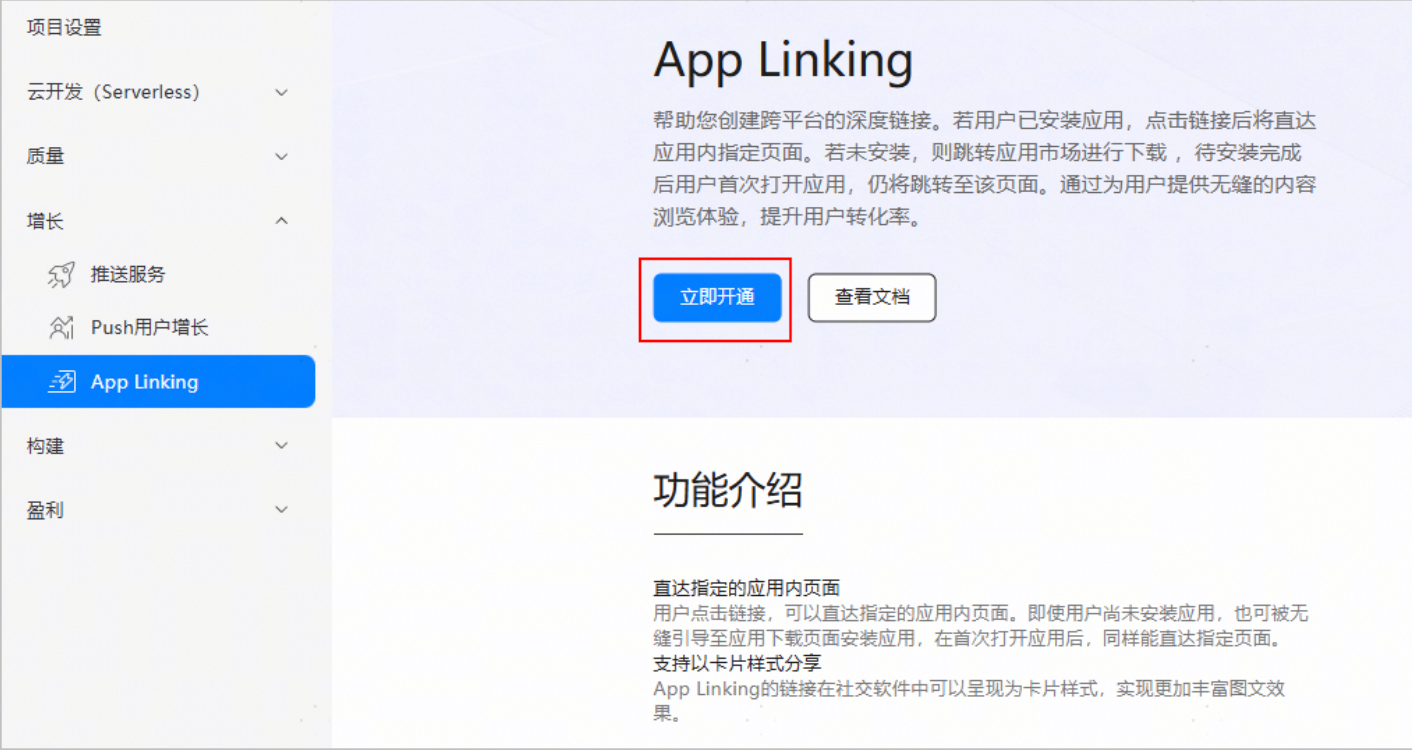 项目设置
云开发（Serverless）
质量
增长
推送服务
Push用户增长
App Linking
构建
盈利
App Linking
帮助您创建跨平台的深度链接。若用户已安装应用，点击链接后将直达
应用内指定页面。若未安装，则跳转应用市场进行下载 ，待安装完成
后用户首次打开应用，仍将跳转至该页面。通过为用户提供无缝的内容
浏览体验，提升用户转化率。
立即开通
查看文档
功能介绍
直达指定的应用内页面
用户点击链接，可以直达指定的应用内页面。即使用户尚未安装应用，也可被无
缝引导至应用下载页面安装应用，在首次打开应用后，同样能直达指定页面。
支持以卡片样式分享
App Linking的链接在社交软件中可以呈现为卡片样式，实现更加丰富图文效
果。